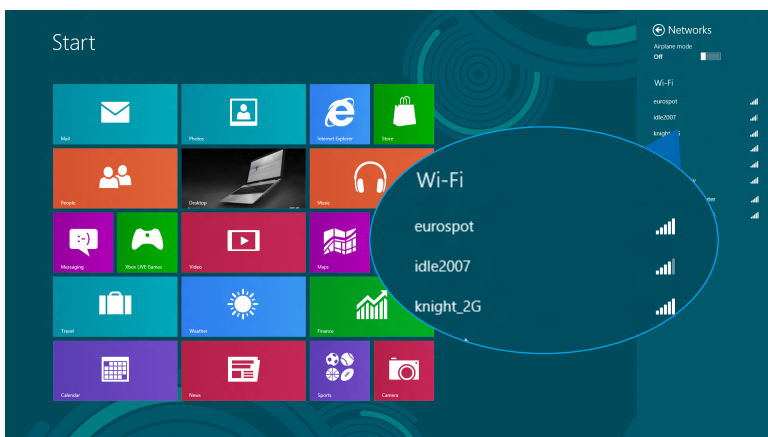 Start
Mail
Photos
Internet Explorer
Store
People
Desktop
Music
Messaging
Xbox LIVE Games
Video
Maps
Travel
Weather
Finance
Calendar
News
Sports
Camera
Networks
Airplane mode
Off
Wi-Fi
eurospot
idle2007
Wi-Fi
eurospot
idle2007
knight_2G